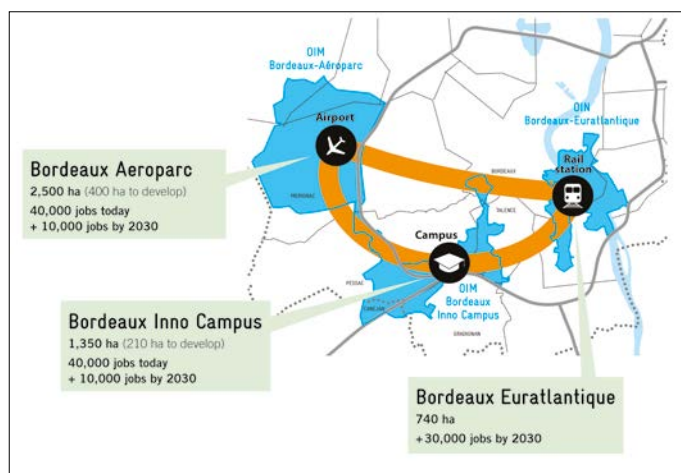 OIM
Bordeaux-Aéroparc
Airport
OIN
Bordeaux-Euratlantique
Rail
station
Bordeaux Aeroparc
2,500 ha (400 ha to develop)
40,000 jobs today
+ 10,000 jobs by 2030
MERIGNAC
BORDEAUX
TALENCE
Campus
PESSAC
CANEJAN
OIM
Bordeaux
Inno Campus
GRADIGNAN
Bordeaux Inno Campus
1,350 ha (210 ha to develop)
40,000 jobs today
+ 10,000 jobs by 2030
Bordeaux Euratlantique
740 ha
+30,000 jobs by 2030